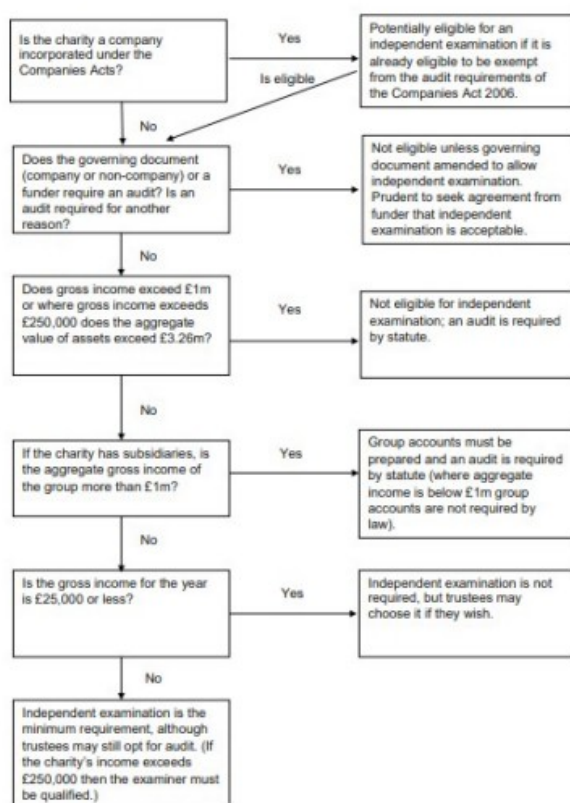 Is the charity a company
incorporated under the
Companies Acts?
Yes
Potentially eligible for an
independent examination if it is
already eligible to be exempt
from the audit requirements of
the Companies Act 2006.
Is eligible
No
Does the governing document
(company or non-company) or a
funder require an audit? Is an
audit required for another
reason?
Yes
Not eligible unless governing
document amended to allow
independent examination.
Prudent to seek agreement from
funder that independent
examination is acceptable.
No
Does gross income exceed £1m
or where gross income exceeds
£250,000 does the aggregate
value of assets exceed £3.26m?
Yes
Not eligible for independent
examination; an audit is required
by statute.
No
If the charity has subsidiaries, is
the aggregate gross income of
the group more than £1m?
Yes
Group accounts must be
prepared and an audit is required
by statute (where aggregate
income is below £1m group
accounts are not required by
law).
No
Is the gross income for the year
is £25,000 or less?
Yes
Independent examination is not
required, but trustees may
choose it if they wish.
No
Independent examination is the
minimum requirement, although
trustees may still opt for audit. (If
the charity's income exceeds
£250,000 then the examiner must
be qualified.)